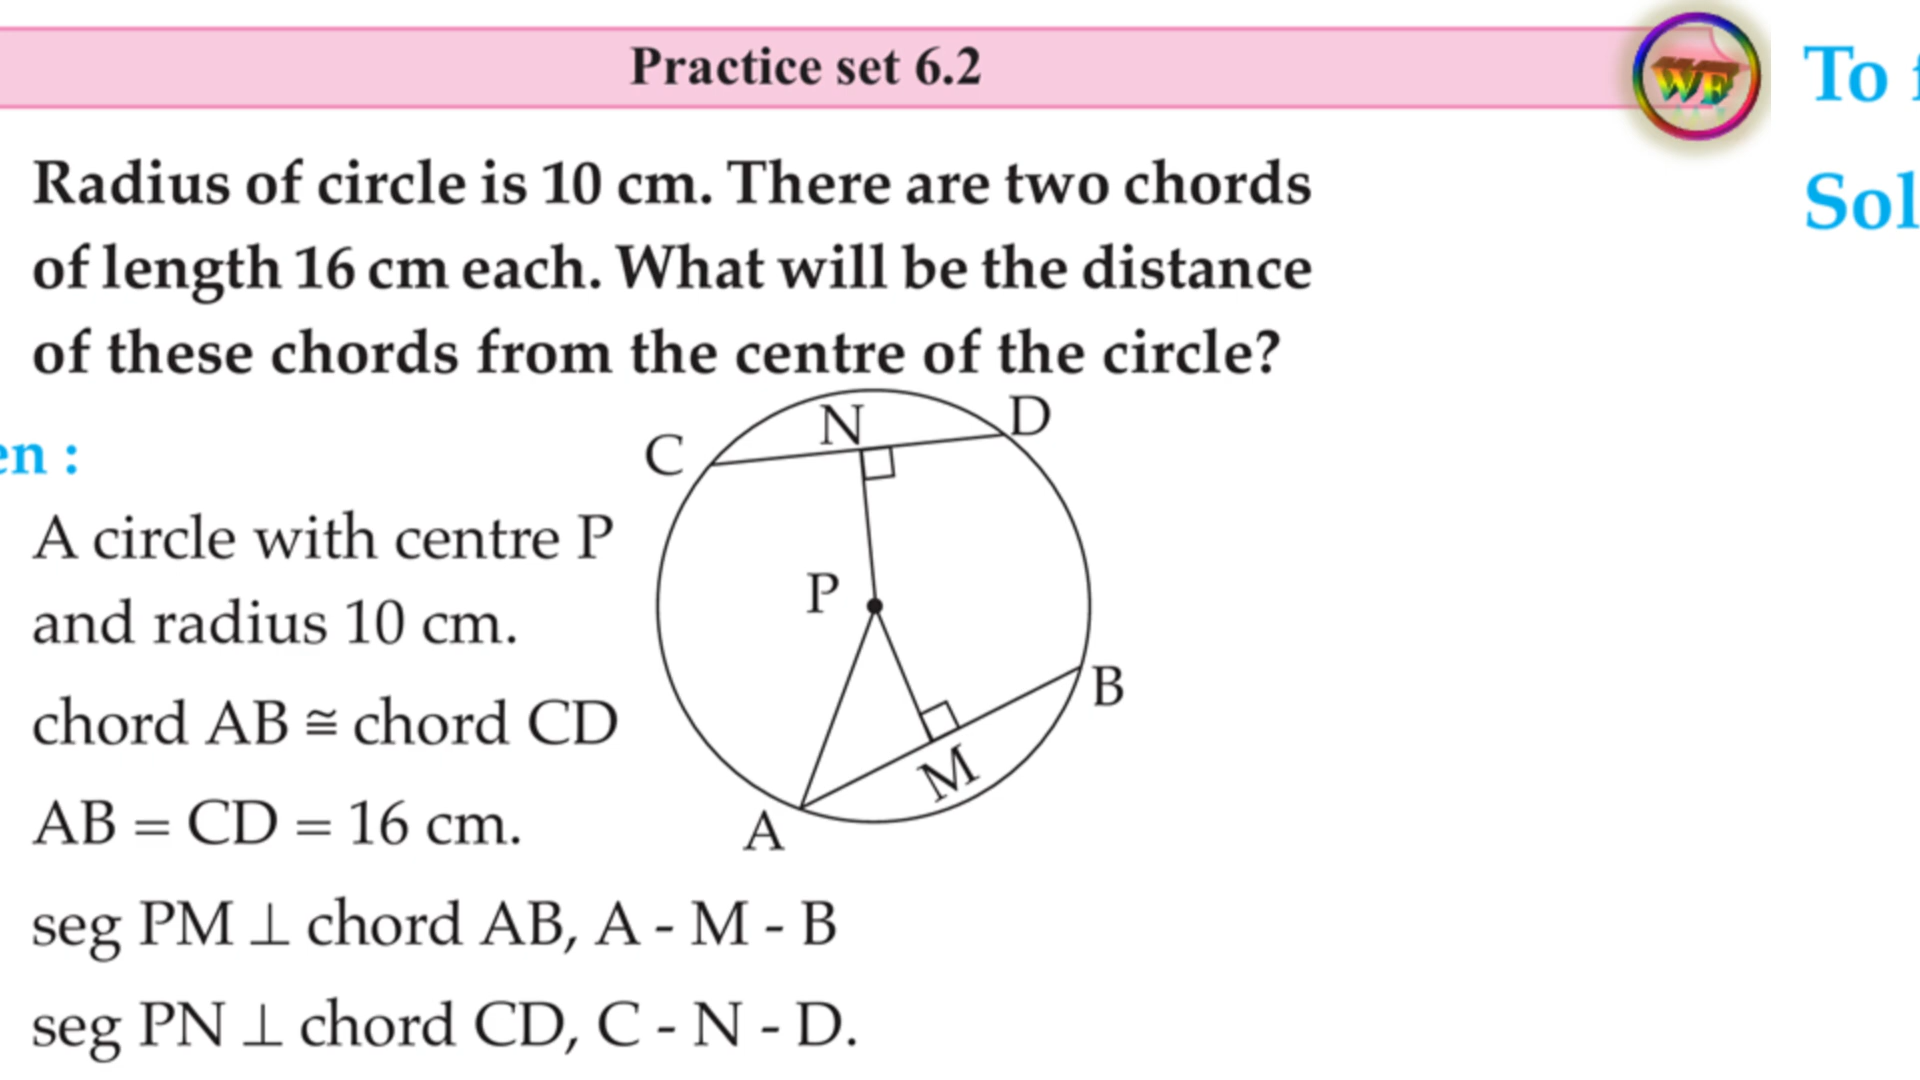 Practice set 6.2
WF
To f
Sol
Radius of circle is 10 cm. There are two chords
of length 16 cm each. What will be the distance
of these chords from the centre of the circle?
en :
A circle with centre P
and radius 10 cm.
chord AB ≅ chord CD
AB = CD = 16 cm.
seg PM ⊥ chord AB, A - M - B
seg PN ⊥ chord CD, C - N - D.
N
D
C
P
B
M
A